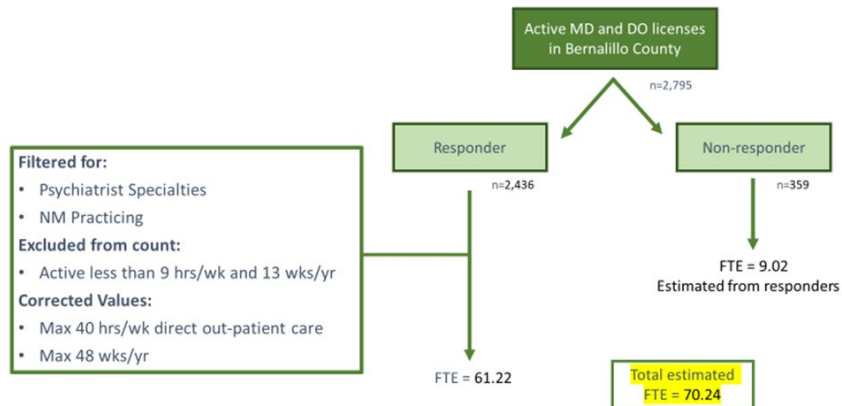 Active MD and DO licenses
in Bernalillo County
n=2,795
Responder
Non-responder
n=2,436
n=359
Filtered for:
• Psychiatrist Specialties
• NM Practicing
Excluded from count:
• Active less than 9 hrs/wk and 13 wks/yr
Corrected Values:
• Max 40 hrs/wk direct out-patient care
• Max 48 wks/yr
FTE = 9.02
Estimated from responders
FTE = 61.22
Total estimated
FTE = 70.24